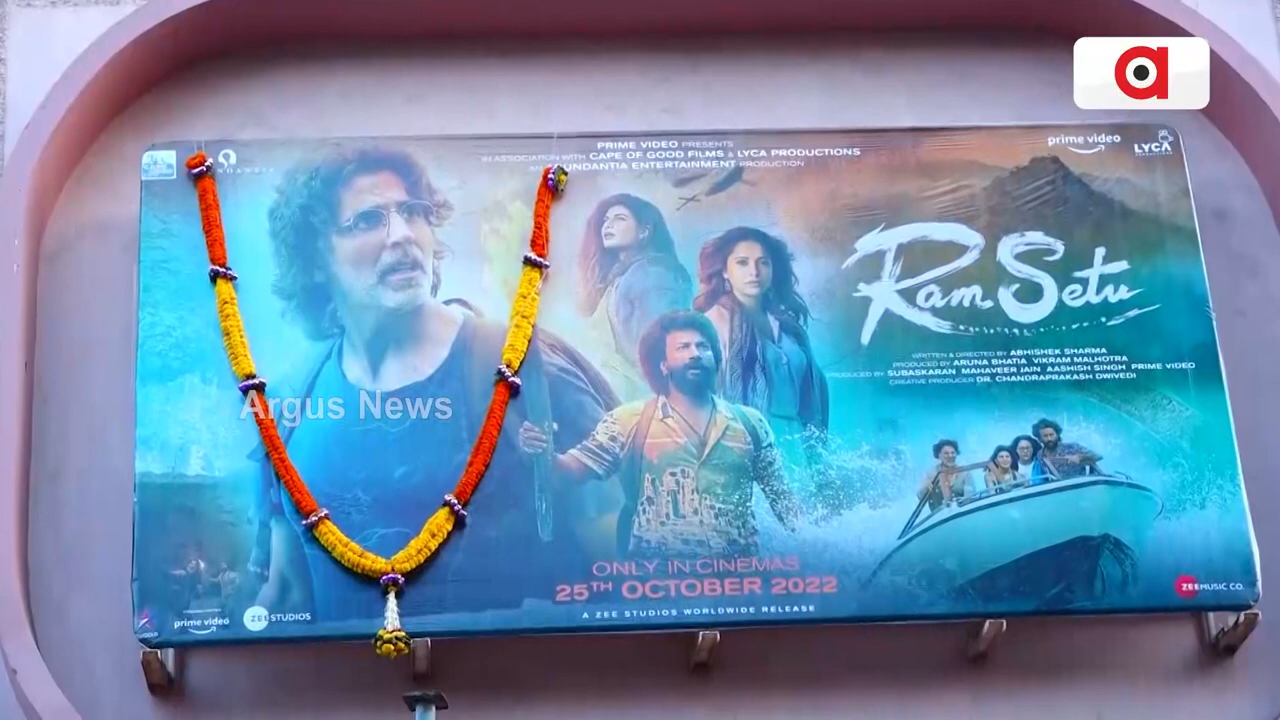 PRIME VIDEO PRESENTS
IN ASSOCIATION WITH CAPE OF GOOD FILMS & LYCA PRODUCTIONS
ENTERTAINMENT PRODUCTION
prime video
LYCA
Ram Setu
WRITTEN & DIRECTED BY ABHISHEK SHARMA
PRODUCED BY ARUNA BHATIA VIKRAM MALHOTRA
PRODUCED BY SUBASKARAN MAHAVEER JAIN AASHISH SINGH PRIME VIDEO
CREATIVE PRODUCER DR. CHANDRAPRAKASH DWIVEDI
Argus News
ONLY IN CINEMAS
25TH OCTOBER 2022
A ZEE STUDIOS WORLDWIDE RELEASE
prime video
ZEE STUDIOS
ZEE MUSIC CO.